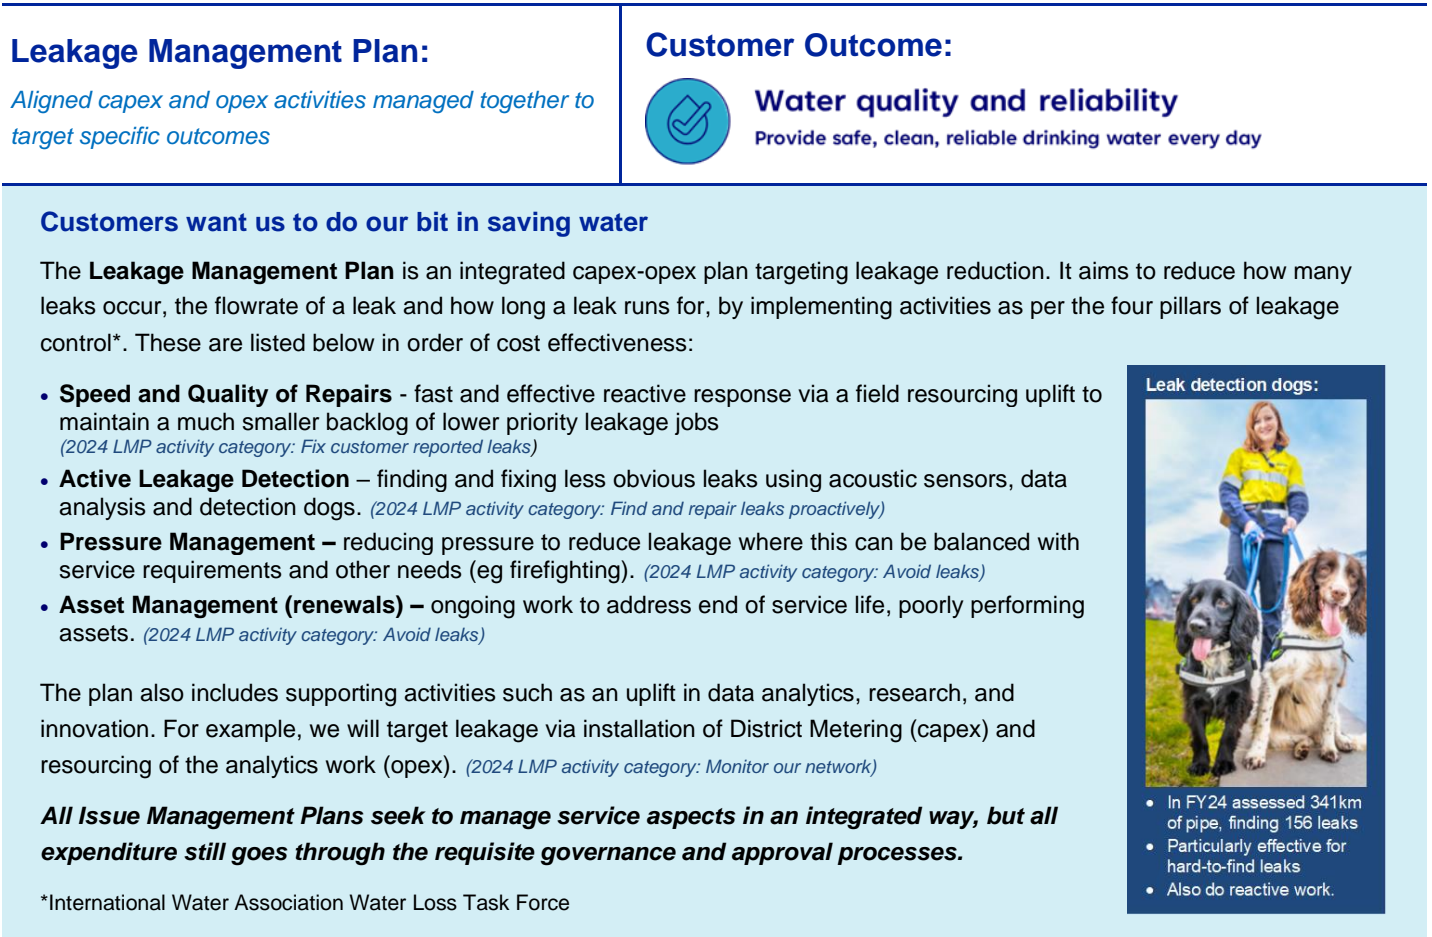 Leakage Management Plan:
Aligned capex and opex activities managed together to
target specific outcomes
Customer Outcome:
Water quality and reliability
Provide safe, clean, reliable drinking water every day
Customers want us to do our bit in saving water
The Leakage Management Plan is an integrated capex-opex plan targeting leakage reduction. It aims to reduce how many
leaks occur, the flowrate of a leak and how long a leak runs for, by implementing activities as per the four pillars of leakage
control*. These are listed below in order of cost effectiveness:
• Speed and Quality of Repairs - fast and effective reactive response via a field resourcing uplift to
maintain a much smaller backlog of lower priority leakage jobs
(2024 LMP activity category: Fix customer reported leaks)
• Active Leakage Detection – finding and fixing less obvious leaks using acoustic sensors, data
analysis and detection dogs. (2024 LMP activity category: Find and repair leaks proactively)
• Pressure Management – reducing pressure to reduce leakage where this can be balanced with
service requirements and other needs (eg firefighting). (2024 LMP activity category: Avoid leaks)
• Asset Management (renewals) – ongoing work to address end of service life, poorly performing
assets. (2024 LMP activity category: Avoid leaks)
The plan also includes supporting activities such as an uplift in data analytics, research, and
innovation. For example, we will target leakage via installation of District Metering (capex) and
resourcing of the analytics work (opex). (2024 LMP activity category: Monitor our network)
All Issue Management Plans seek to manage service aspects in an integrated way, but all
expenditure still goes through the requisite governance and approval processes.
*International Water Association Water Loss Task Force
Leak detection dogs:
• In FY24 assessed 341km
of pipe, finding 156 leaks
• Particularly effective for
hard-to-find leaks
• Also do reactive work.